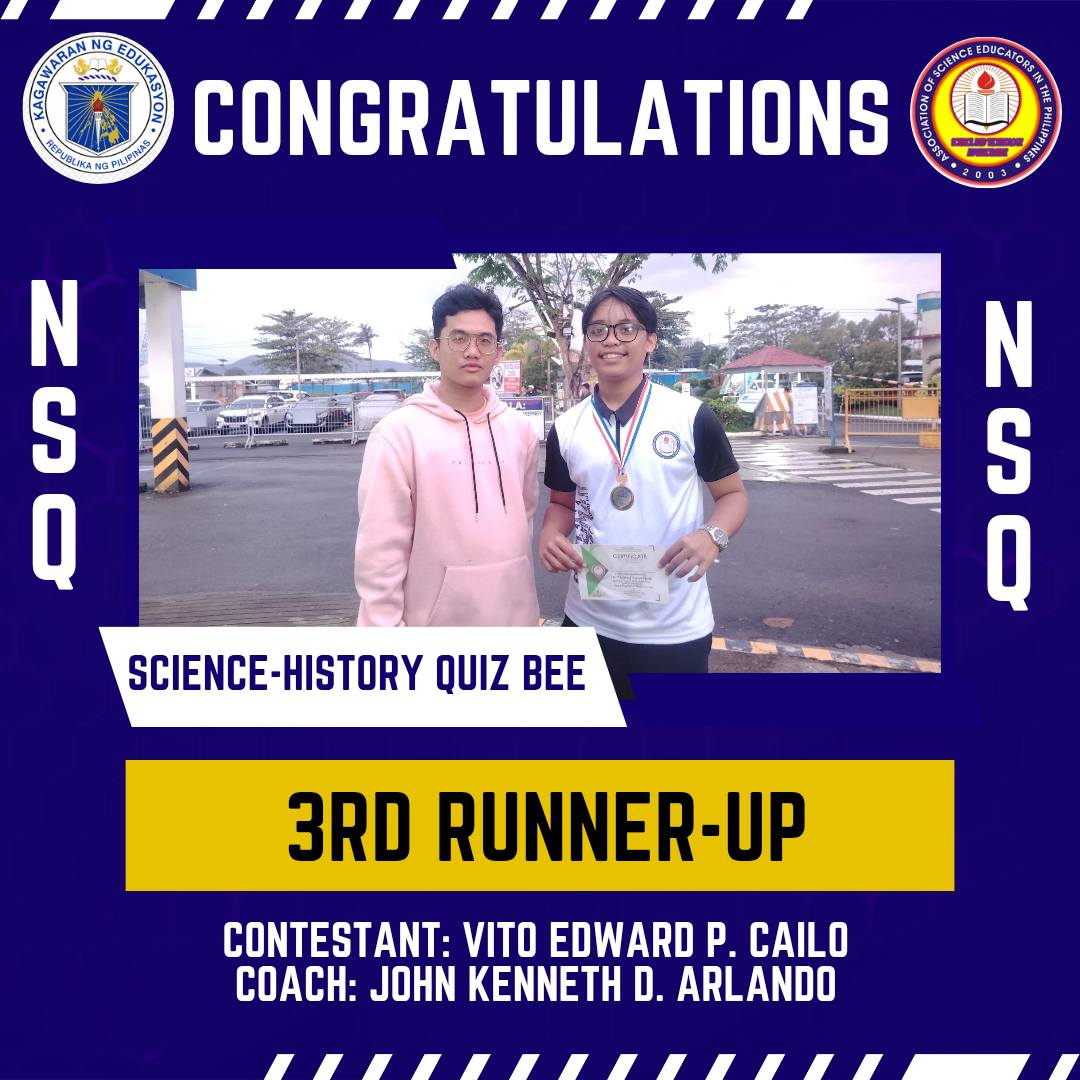 KAGAWARAN NG EDUKASYON
REPUBLIKA NG PILIPINAS
CONGRATULATIONS
ASSOCIATION OF SCIENCE EDUCATORS IN THE PHILIPPINES
2003
NSQ
NSQ
LA:
CERTIFICATE
SCIENCE-HISTORY QUIZ BEE
3RD RUNNER-UP
CONTESTANT: VITO EDWARD P. CAILO
COACH: JOHN KENNETH D. ARLANDO